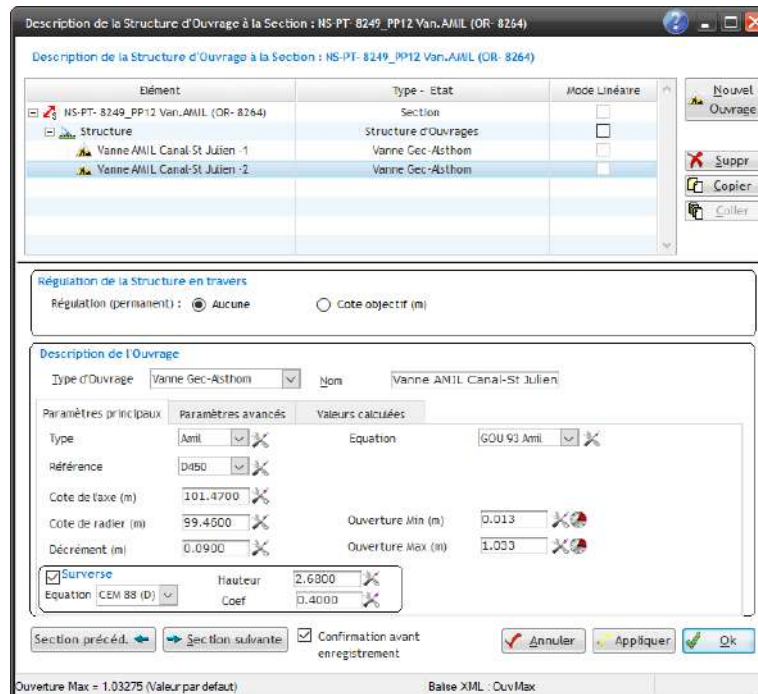 Description de la Structure d'Ouvrage à la Section : NS-PT- 8249_PP12 Van.AMIL (OR- 8264)
Description de la Structure d'Ouvrage à la Section : NS-PT- 8249_PP12 Van.AMIL (OR- 8264)
Elément Type - Etat Mode Linéaire
NS-PT- 8249_PP12 Van.AMIL (OR- 8264) Section
Structure Structure d'Ouvrages
Vanne AMIL Canal-St Julien -1 Vanne Gec-Alsthom
Vanne AMIL Canal-St Julien -2 Vanne Gec-Alsthom
Nouvel Ouvrage
Suppr
Copier
Coller
Régulation de la Structure en travers
Régulation (permanent) : Aucune Cote objectif (m)
Description de l'Ouvrage
Type d'Ouvrage Vanne Gec-Alsthom Nom Vanne AMIL Canal-St Julien
Paramètres principaux Paramètres avancés Valeurs calculées
Type Amil Equation GOU 93 Amil
Référence D450
Cote de l'axe (m) 101.4700
Cote de radier (m) 99.4600 Ouverture Min (m) 0.013
Décrément (m) 0.0900 Ouverture Max (m) 1.033
Surverse Hauteur 2.6800
Equation CEM 88 (D) Coef 0.4000
Section précéd. Section suivante Confirmation avant enregistrement Annuler Appliquer Ok
Ouverture Max = 1.03275 (Valeur par defaut) Balise XML : OuvMax